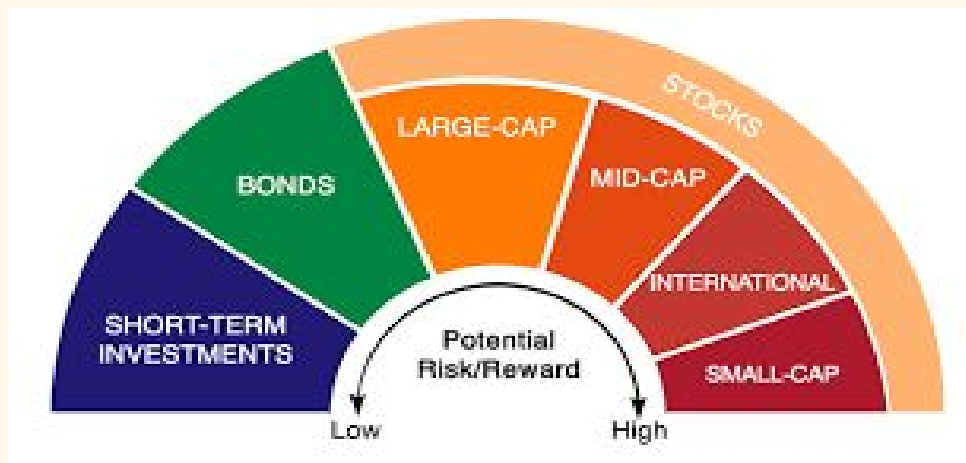 STOCKS
LARGE-CAP
MID-CAP
BONDS
INTERNATIONAL
SHORT-TERM
INVESTMENTS
Potential
Risk/Reward
SMALL-CAP
Low
High